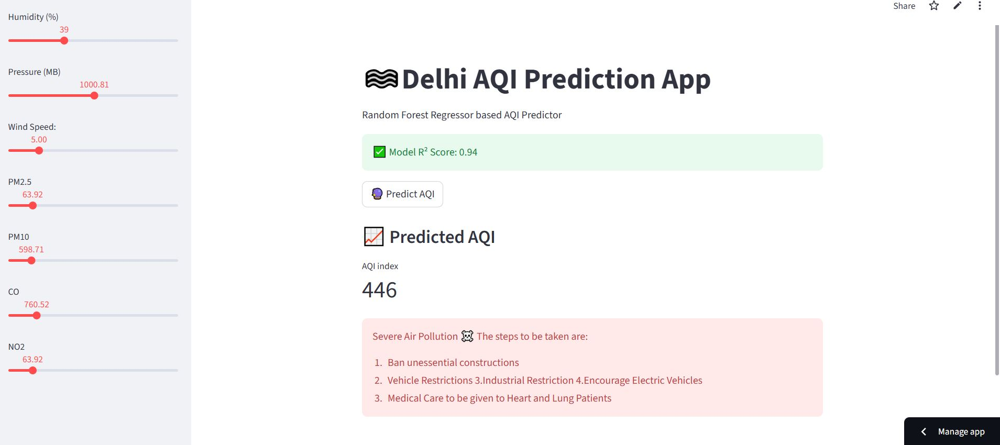 Humidity (%)
39
Pressure (MB)
1000.81
Wind Speed:
5.00
PM2.5
63.92
PM10
598.71
CO
760.52
NO2
63.92
Share
Delhi AQI Prediction App
Random Forest Regressor based AQI Predictor
✅ Model R² Score: 0.94
🔮 Predict AQI
📈 Predicted AQI
AQI index
446
Severe Air Pollution ☠️ The steps to be taken are:
1. Ban unessential constructions
2. Vehicle Restrictions 3.Industrial Restriction 4.Encourage Electric Vehicles
3. Medical Care to be given to Heart and Lung Patients
Manage app